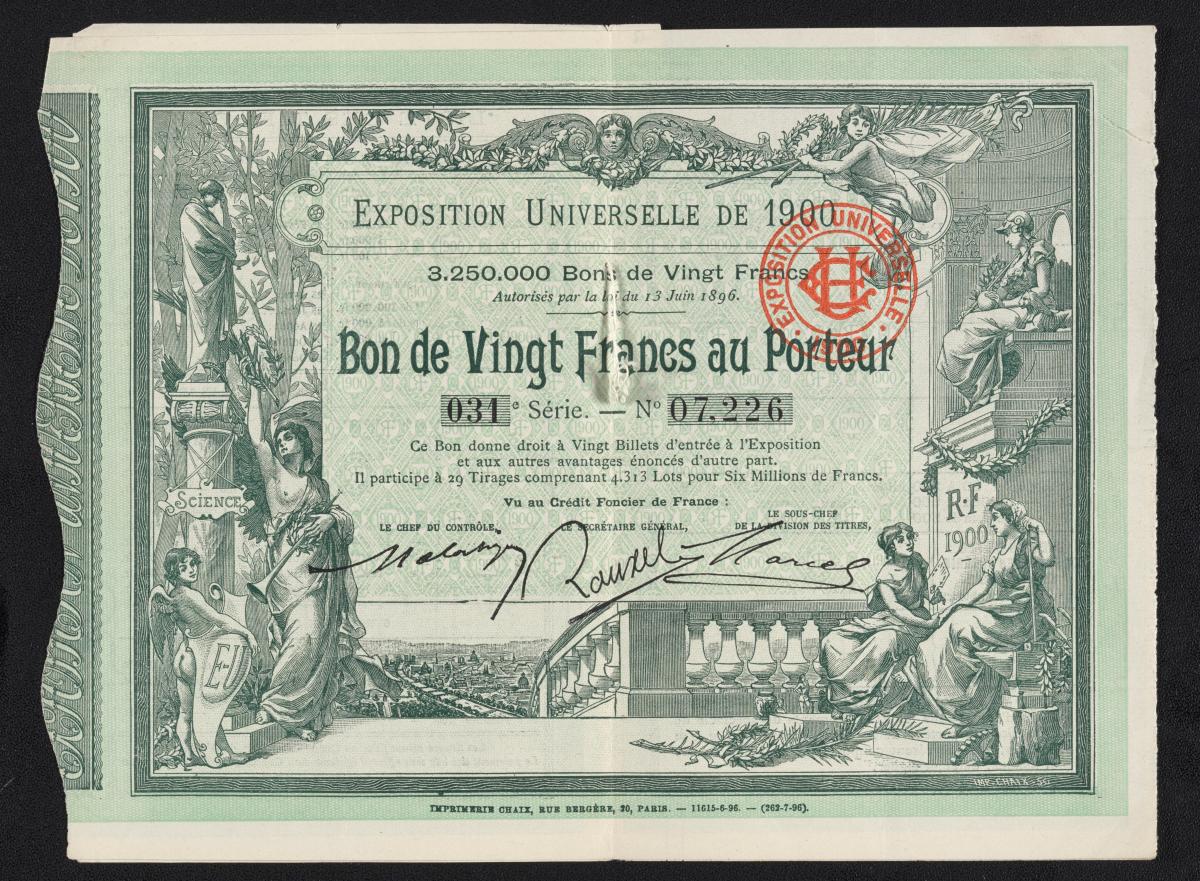 EXPOSITION UNIVERSELLE DE 1900
3.250.000 Bons de Vingt Francs
Autorisés par la loi du 13 Juin 1896.
Bon de Vingt Francs au Porteur
031e Série. — No 07.226
Ce Bon donne droit à Vingt Billets d'entrée à l'Exposition
et aux autres avantages énoncés d'autre part.
Il participe à 29 Tirages comprenant 4.313 Lots pour Six Millions de Francs.
Vu au Crédit Foncier de France :
LE CHEF DU CONTRÔLE,
LE SECRÉTAIRE GÉNÉRAL,
LE SOUS-CHEF
DE LA DIVISION DES TITRES,
EXPOSITION UNIVERSELLE
SCIENCE
E-U
R·F
1900
IMP. CHAIX-SC
IMPRIMERIE CHAIX, RUE BERGÈRE, 20, PARIS. — 11615-6-96. — (262-7-96).